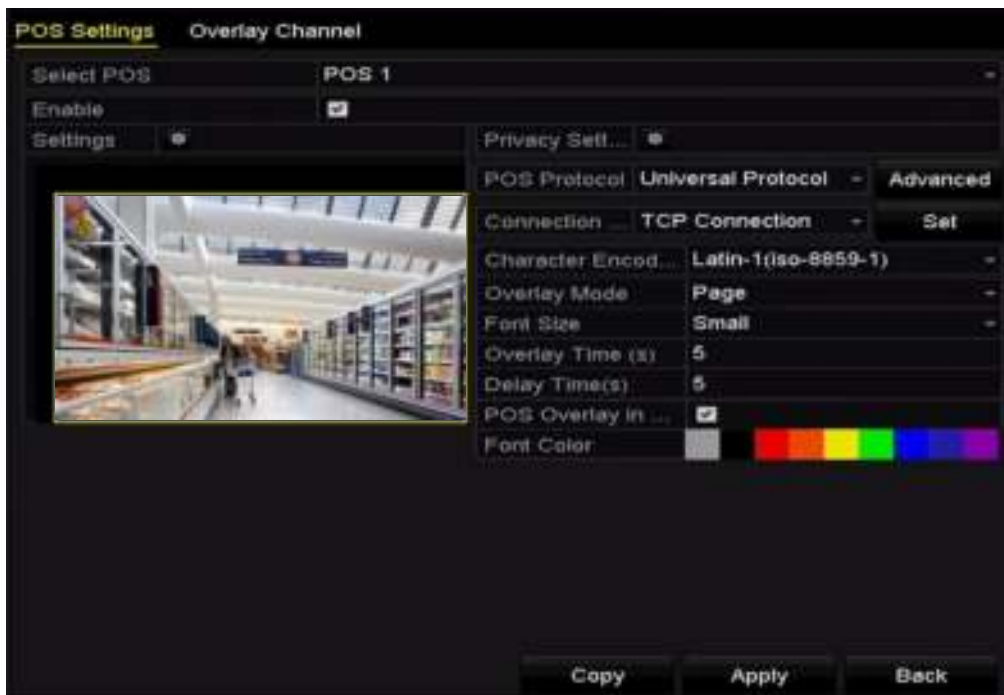 POS Settings Overlay Channel
Select POS POS 1
Enable
Settings Privacy Sett...
POS Protocol Universal Protocol Advanced
Connection ... TCP Connection Set
Character Encod... Latin-1(iso-8859-1)
Overlay Mode Page
Font Size Small
Overlay Time (s) 5
Delay Time(s) 5
POS Overlay in ...
Font Color
Copy Apply Back